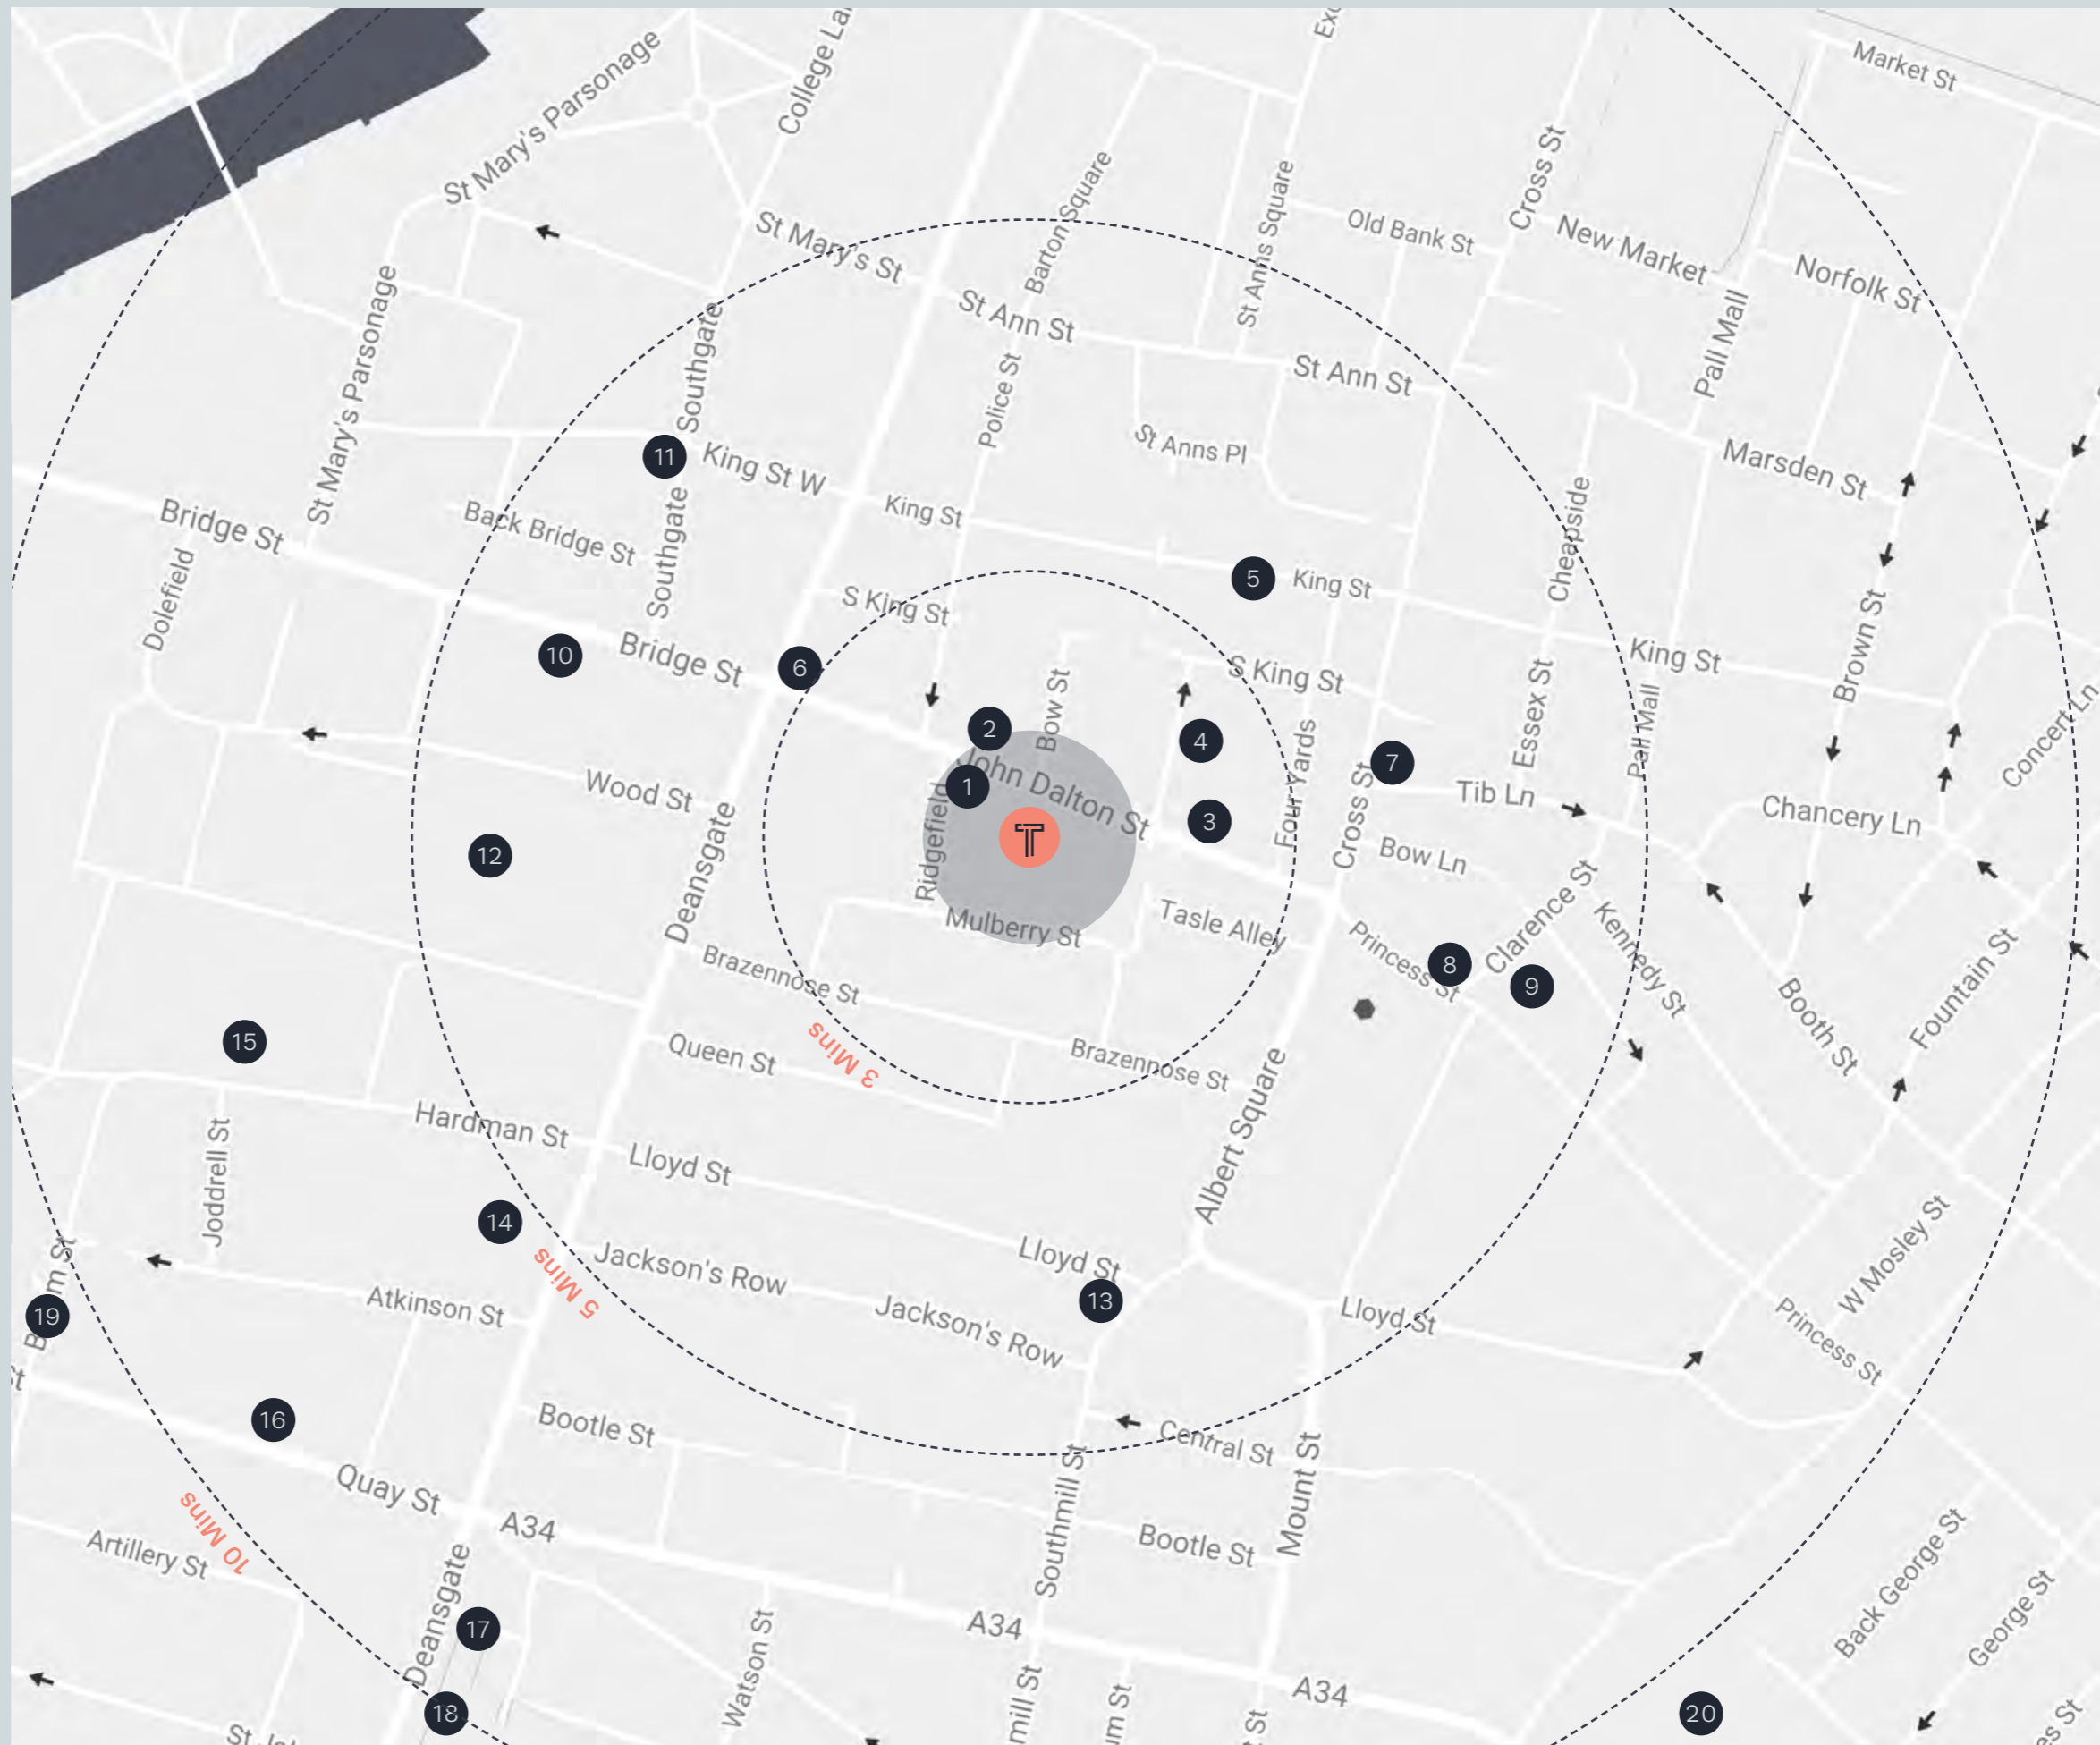 Market St
St Mary's Parsonage
Cross St
St Mary's St
Barton Square
St Anns Square
Old Bank St
New Market
Norfolk St
St Mary's Parsonage
Southgate
St Ann St
Pall Mall
Police St
St Ann St
11
King St W
St Anns Pl
Marsden St
Bridge St
Back Bridge St
King St
Cheapside
Dolefield
Southgate
5
King St
S King St
10
Bridge St
6
S King St
King St
Brown St
2
Bow St
4
Essex St
Pall Mall
Concert Ln
7
Wood St
1
John Dalton St
Tib Ln
Four Yards
Cross St
Chancery Ln
12
T
3
Bow Ln
Deansgate
Ridgefield
Mulberry St
Tasle Alley
Princess St
8
Clarence St
Kennedy St
9
Brazennose St
Booth St
Fountain St
15
Queen St
3 Mins
Brazennose St
Hardman St
Lloyd St
Albert Square
Joddrell St
14
5 Mins
Jackson's Row
Lloyd St
W Mosley St
19
Atkinson St
13
Jackson's Row
Lloyd St
Princess St
16
Bootle St
Central St
Quay St
Southmill St
Mount St
10 Mins
A34
Artillery St
Bootle St
Back George St
Deansgate
17
Watson St
A34
George St
A34
18
20